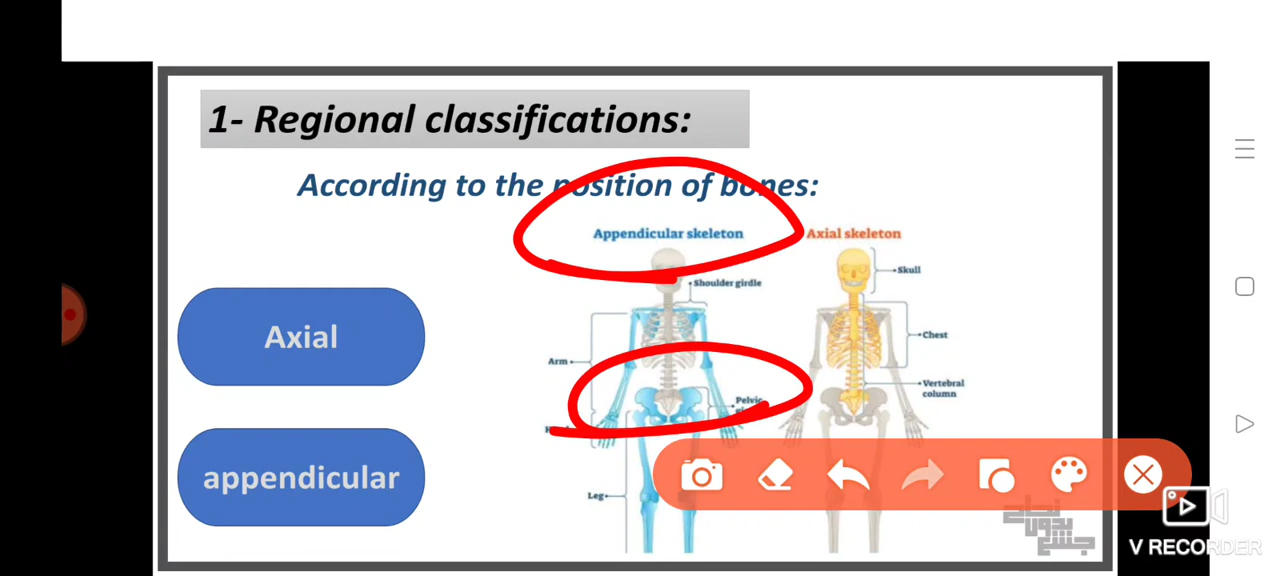 1- Regional classifications:
According to the position of bones:
Appendicular skeleton
Axial skeleton
Skull
Shoulder girdle
Axial
Chest
Arm
Vertebral
column
Pelvic
appendicular
Leg
V RECORDER